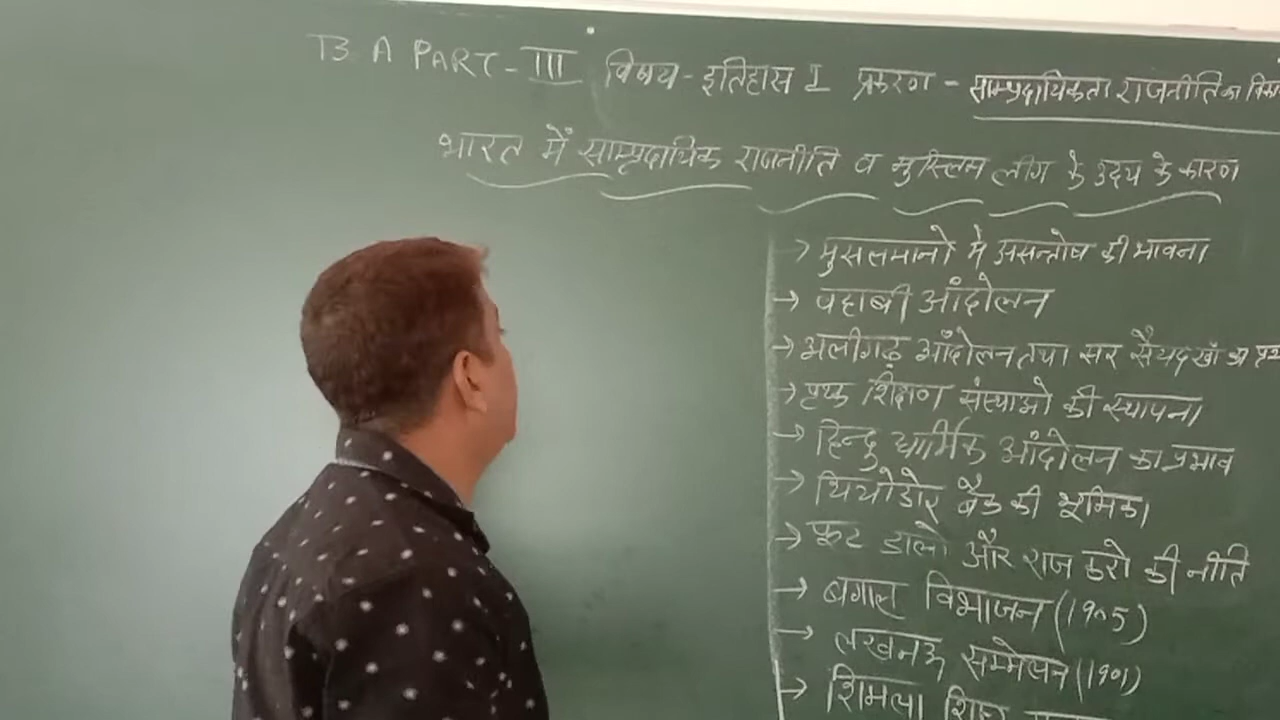 B A PART-III विषय - इतिहास I प्रकरण - साम्प्रदायिकता राजनीति का
भारत में साम्प्रदायिक राजनीति व मुस्लिम लीग के उदय के कारण
→ मुसलमानो मे असन्तोष की भावना
→ वहाबी आंदोलन
→ अलीगढ़ आँदोलन तथा सर सैयद खाँ का
→ पृथक शिक्षण संस्थाओ की स्थापना
→ हिन्दु धार्मिक आंदोलन का प्रभाव
→ थियोडोर बैक की भूमिका
→ फूट डालो और राज करो की नीति
→ बंगाल विभाजन (1905)
→ लखनऊ सम्मेलन (1901)
→ शिमला